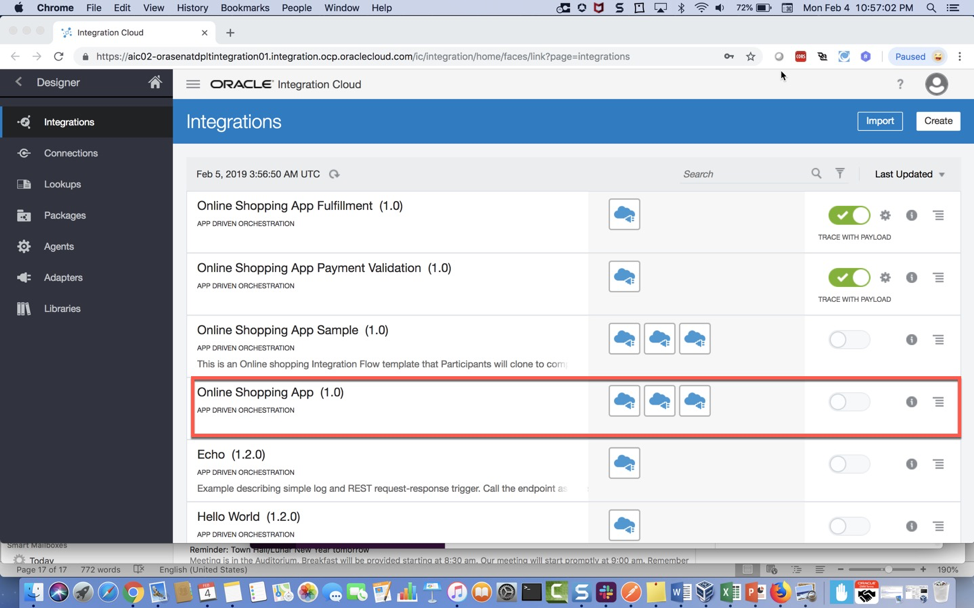 Chrome File Edit View History Bookmarks People Window Help 72% Mon Feb 4 10:57:02 PM
Integration Cloud
https://aic02-orasenatdpltintegration01.integration.ocp.oraclecloud.com/ic/integration/home/faces/link?page=integrations
CORS
Paused
Designer
ORACLE Integration Cloud
?
Integrations
Connections
Lookups
Packages
Agents
Adapters
Libraries
Integrations
Import
Create
Feb 5, 2019 3:56:50 AM UTC
Search
Last Updated
Online Shopping App Fulfillment (1.0)
APP DRIVEN ORCHESTRATION
TRACE WITH PAYLOAD
Online Shopping App Payment Validation (1.0)
APP DRIVEN ORCHESTRATION
TRACE WITH PAYLOAD
Online Shopping App Sample (1.0)
APP DRIVEN ORCHESTRATION
This is an Online shopping Integration Flow template that Participants will clone to com
Online Shopping App (1.0)
APP DRIVEN ORCHESTRATION
Echo (1.2.0)
APP DRIVEN ORCHESTRATION
Example describing simple log and REST request-response trigger. Call the endpoint as
Hello World (1.2.0)
APP DRIVEN ORCHESTRATION
Smart Mailboxes
Today
Reminder: Town Hall/Lunar New Year tomorrow
Meeting is in the Auditorium. Breakfast will be provided starting at 8:30 am. Our meeting will start promptly at 9:00 am. Remember
Page 17 of 17 772 words English (United States) 190%